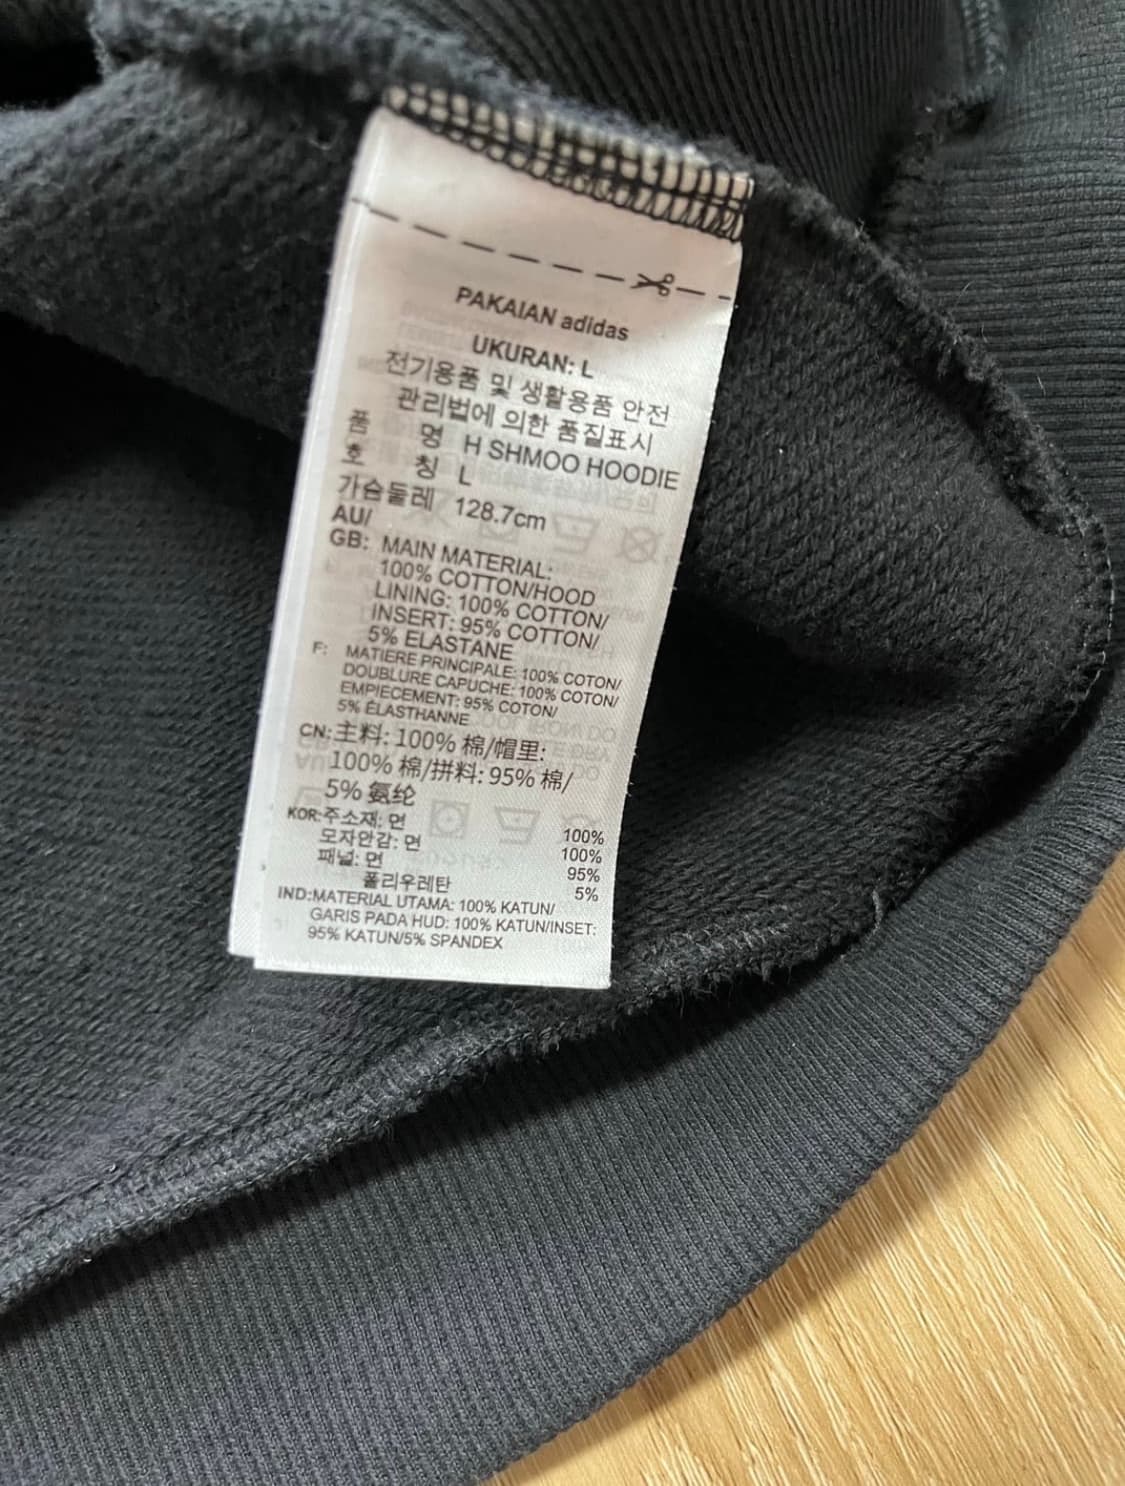 PAKAIAN adidas
UKURAN: L
전기용품 및 생활용품 안전
관리법에 의한 품질표시
품 명 H SHMOO HOODIE
호 칭 L
가슴둘레 128.7cm
AU/
GB: MAIN MATERIAL:
100% COTTON/HOOD
LINING: 100% COTTON/
INSERT: 95% COTTON/
5% ELASTANE
F: MATIERE PRINCIPALE: 100% COTON/
DOUBLURE CAPUCHE: 100% COTON/
EMPIECEMENT: 95% COTON/
5% ÉLASTHANNE
CN: 主料: 100% 棉/帽里:
100% 棉/拼料: 95% 棉/
5% 氨纶
KOR: 주소재: 면 100%
모자안감: 면 100%
패널: 면 95%
폴리우레탄 5%
IND:MATERIAL UTAMA: 100% KATUN/
GARIS PADA HUD: 100% KATUN/INSET:
95% KATUN/5% SPANDEX